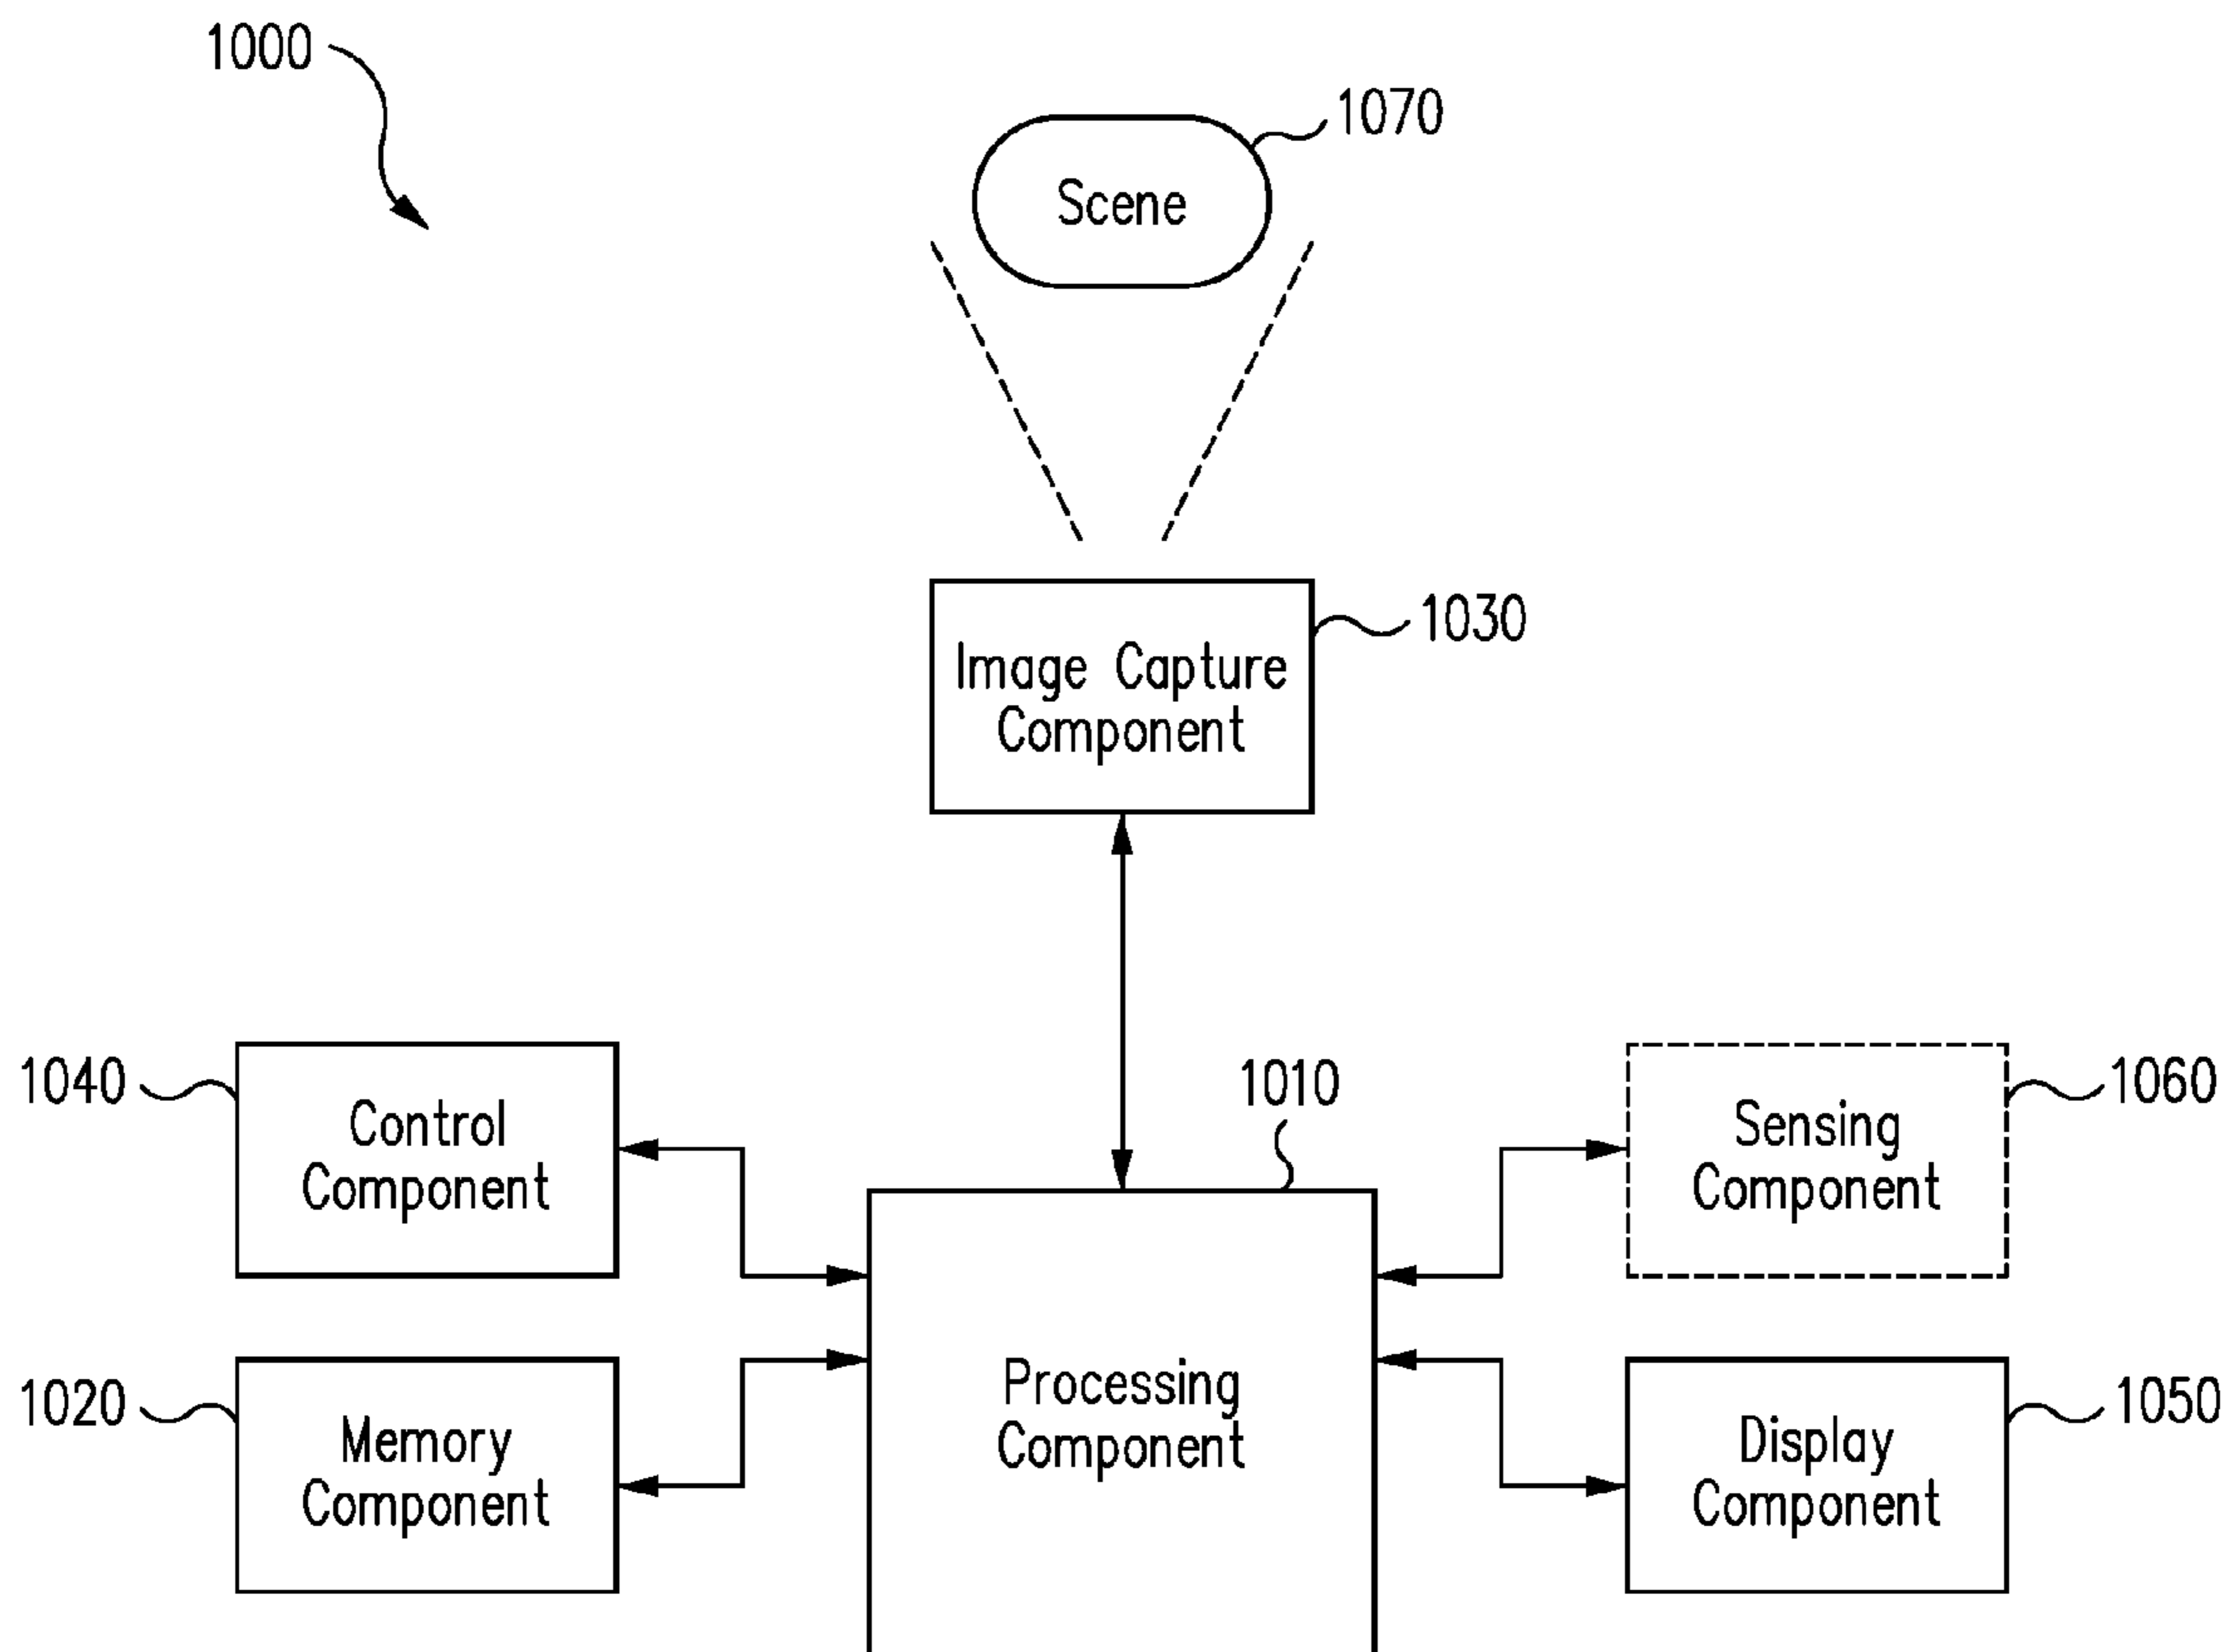 1000
1070
Scene
1030
Image Capture
Component
1040
Control
Component
1010
1060
Sensing
Component
1020
Memory
Component
Processing
Component
1050
Display
Component